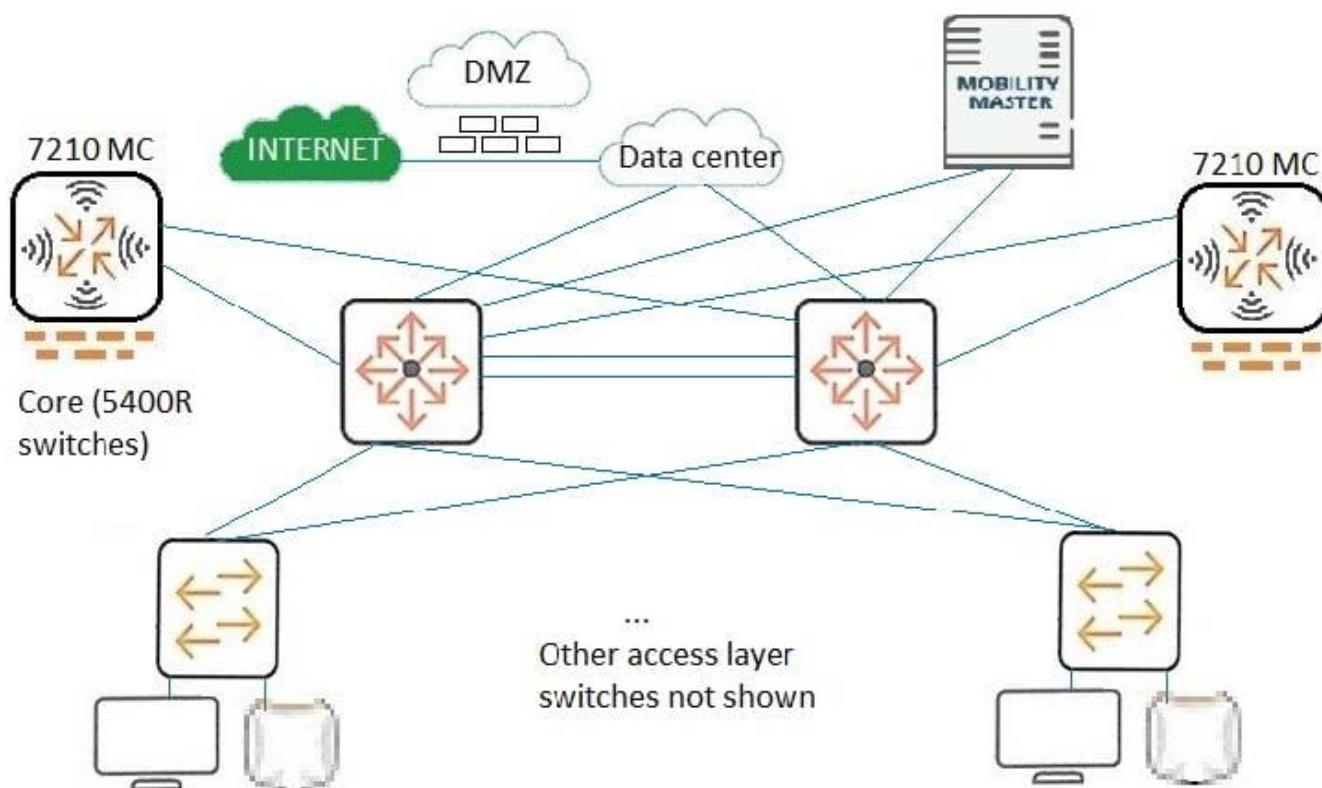 DMZ
INTERNET
Data center
MOBILITY
MASTER
7210 MC
7210 MC
Core (5400R
switches)
...
Other access layer
switches not shown